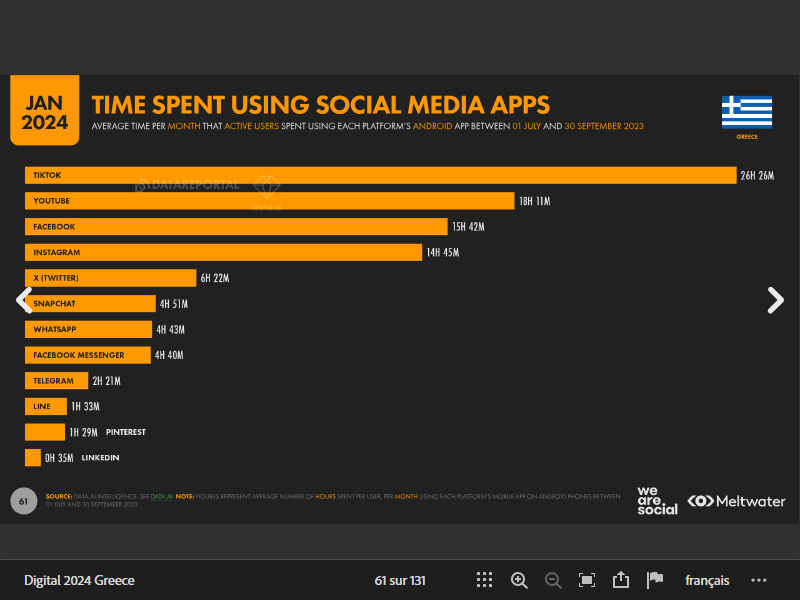 JAN
2024
TIME SPENT USING SOCIAL MEDIA APPS
AVERAGE TIME PER MONTH THAT ACTIVE USERS SPENT USING EACH PLATFORM'S ANDROID APP BETWEEN 01 JULY AND 30 SEPTEMBER 2023
GREECE
TIKTOK 26H 26M
DATAREPORTAL
YOUTUBE 18H 11M
FACEBOOK 15H 42M
INSTAGRAM 14H 45M
X (TWITTER) 6H 22M
SNAPCHAT 4H 51M
WHATSAPP 4H 43M
FACEBOOK MESSENGER 4H 40M
TELEGRAM 2H 21M
LINE 1H 33M
1H 29M PINTEREST
0H 35M LINKEDIN
61
SOURCE: DATA.AI INTELLIGENCE. SEE DATA.AI. NOTE: FIGURES REPRESENT AVERAGE NUMBER OF HOURS SPENT PER USER, PER MONTH USING EACH PLATFORM'S MOBILE APP ON ANDROID PHONES BETWEEN
01 JULY AND 30 SEPTEMBER 2023.
we
are
social
Meltwater
Digital 2024 Greece
61 sur 131
français